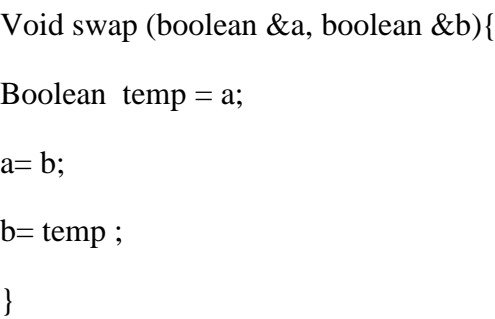 Void swap (boolean &a, boolean &b){
Boolean  temp = a;
a= b;
b= temp ;
}